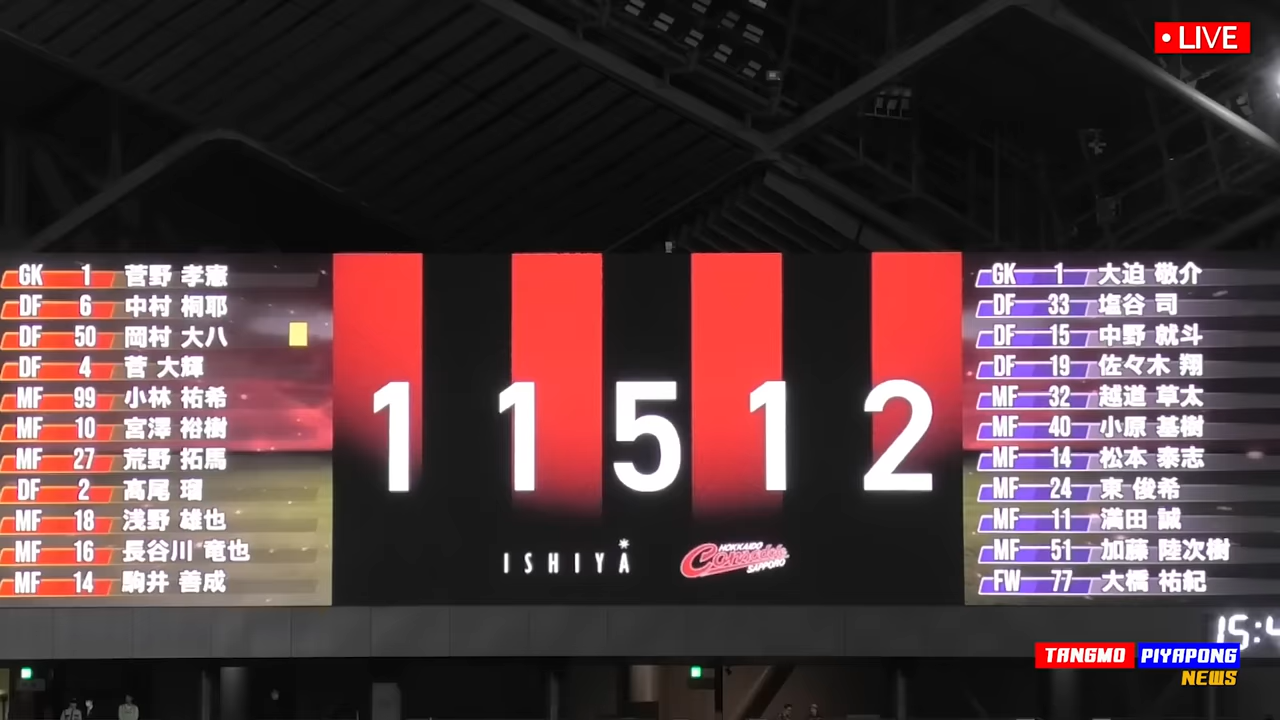 • LIVE
GK 1 菅野 孝憲
DF 6 中村 桐耶
DF 50 岡村 大八
DF 4 菅 大輝
MF 99 小林 祐希
MF 10 宮澤 裕樹
MF 27 荒野 拓馬
DF 2 髙尾 瑠
MF 18 浅野 雄也
MF 16 長谷川 竜也
MF 14 駒井 善成
11512
ISHIYA
HOKKAIDO
Consadole
SAPPORO
GK 1 大迫 敬介
DF 33 塩谷 司
DF 15 中野 就斗
DF 19 佐々木 翔
MF 32 越道 草太
MF 40 小原 基樹
MF 14 松本 泰志
MF 24 東 俊希
MF 11 満田 誠
MF 51 加藤 陸次樹
FW 77 大橋 祐紀
15:4
TANGMO PIYAPONG
NEWS